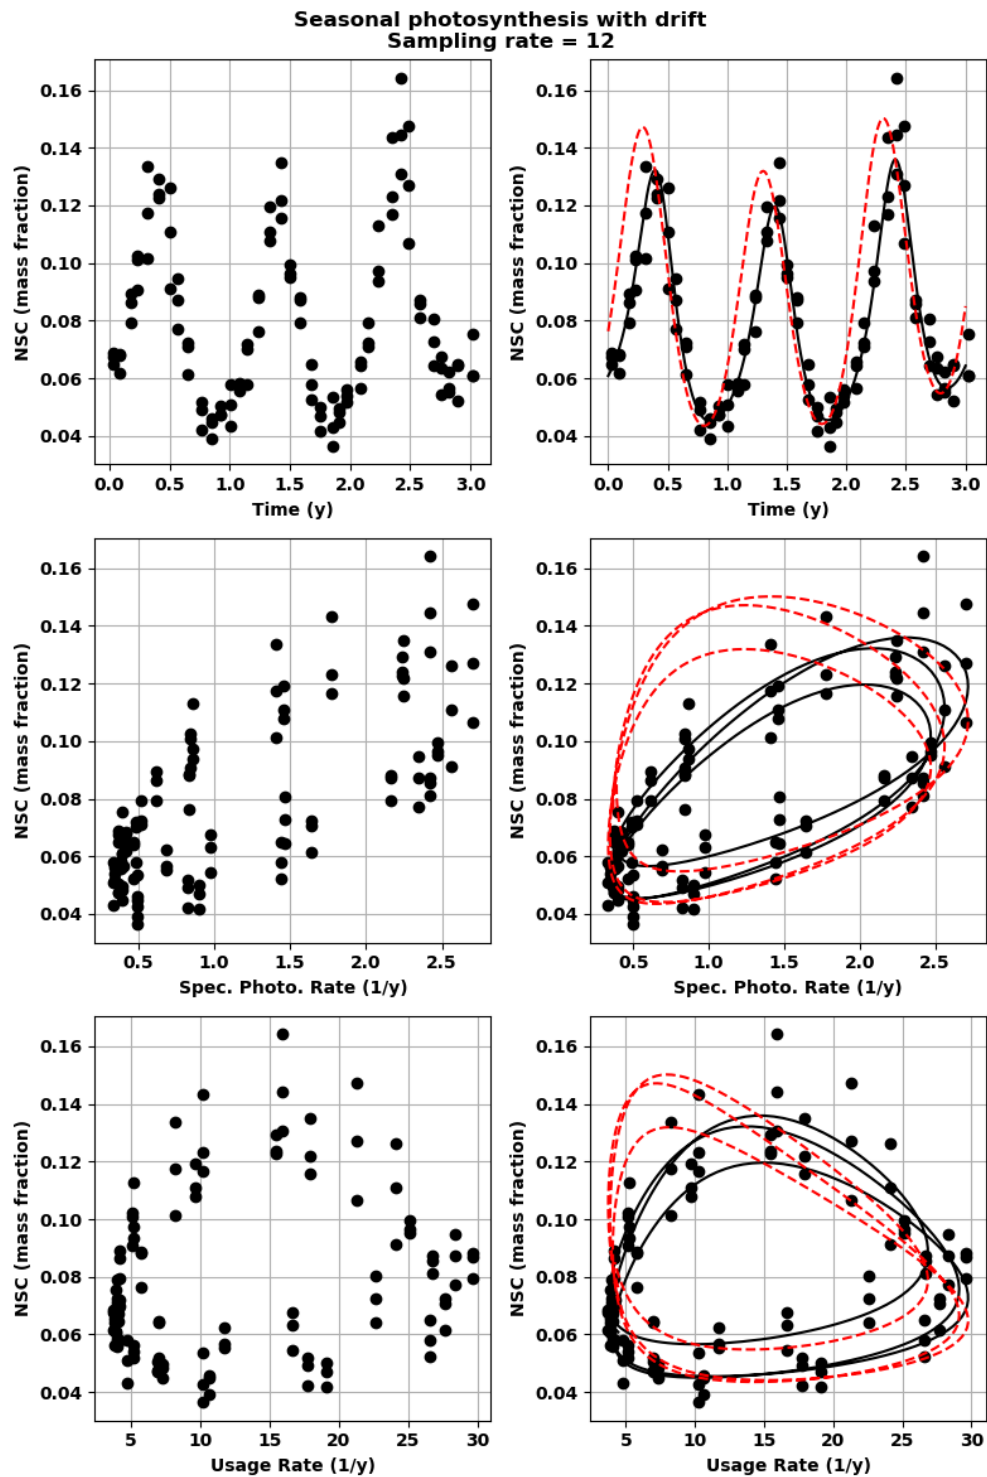 Seasonal photosynthesis with drift
Sampling rate = 12
NSC (mass fraction)
0.16
0.14
0.12
0.10
0.08
0.06
0.04
0.0 0.5 1.0 1.5 2.0 2.5 3.0
Time (y)
NSC (mass fraction)
0.16
0.14
0.12
0.10
0.08
0.06
0.04
0.0 0.5 1.0 1.5 2.0 2.5 3.0
Time (y)
NSC (mass fraction)
0.16
0.14
0.12
0.10
0.08
0.06
0.04
0.5 1.0 1.5 2.0 2.5
Spec. Photo. Rate (1/y)
NSC (mass fraction)
0.16
0.14
0.12
0.10
0.08
0.06
0.04
0.5 1.0 1.5 2.0 2.5
Spec. Photo. Rate (1/y)
NSC (mass fraction)
0.16
0.14
0.12
0.10
0.08
0.06
0.04
5 10 15 20 25 30
Usage Rate (1/y)
NSC (mass fraction)
0.16
0.14
0.12
0.10
0.08
0.06
0.04
5 10 15 20 25 30
Usage Rate (1/y)